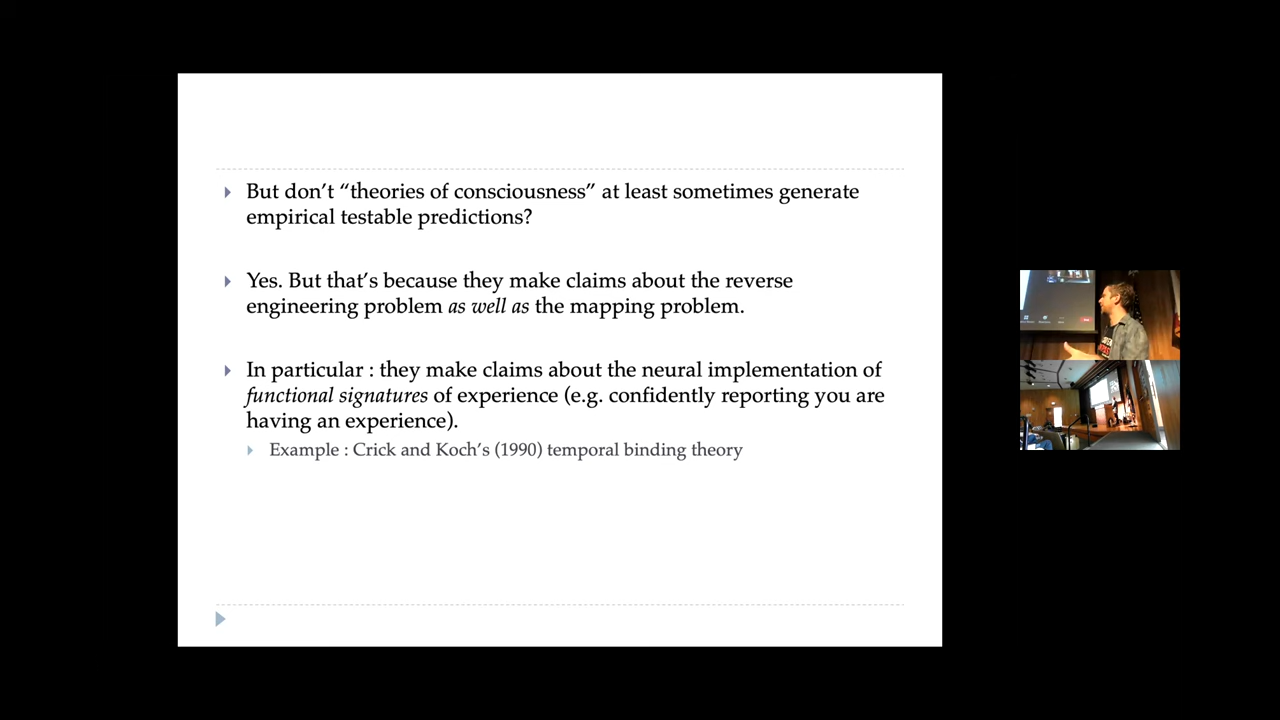 But don’t “theories of consciousness” at least sometimes generate
empirical testable predictions?
Yes. But that’s because they make claims about the reverse
engineering problem as well as the mapping problem.
In particular : they make claims about the neural implementation of
functional signatures of experience (e.g. confidently reporting you are
having an experience).
Example : Crick and Koch’s (1990) temporal binding theory